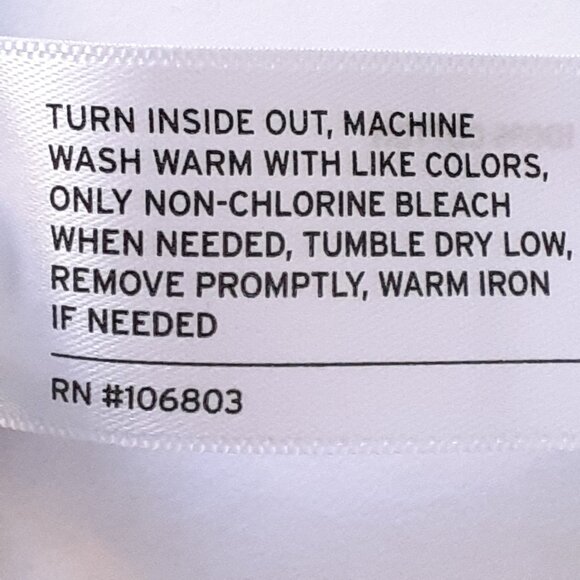 TURN INSIDE OUT, MACHINE
WASH WARM WITH LIKE COLORS,
ONLY NON-CHLORINE BLEACH
WHEN NEEDED, TUMBLE DRY LOW,
REMOVE PROMPTLY, WARM IRON
IF NEEDED
RN #106803